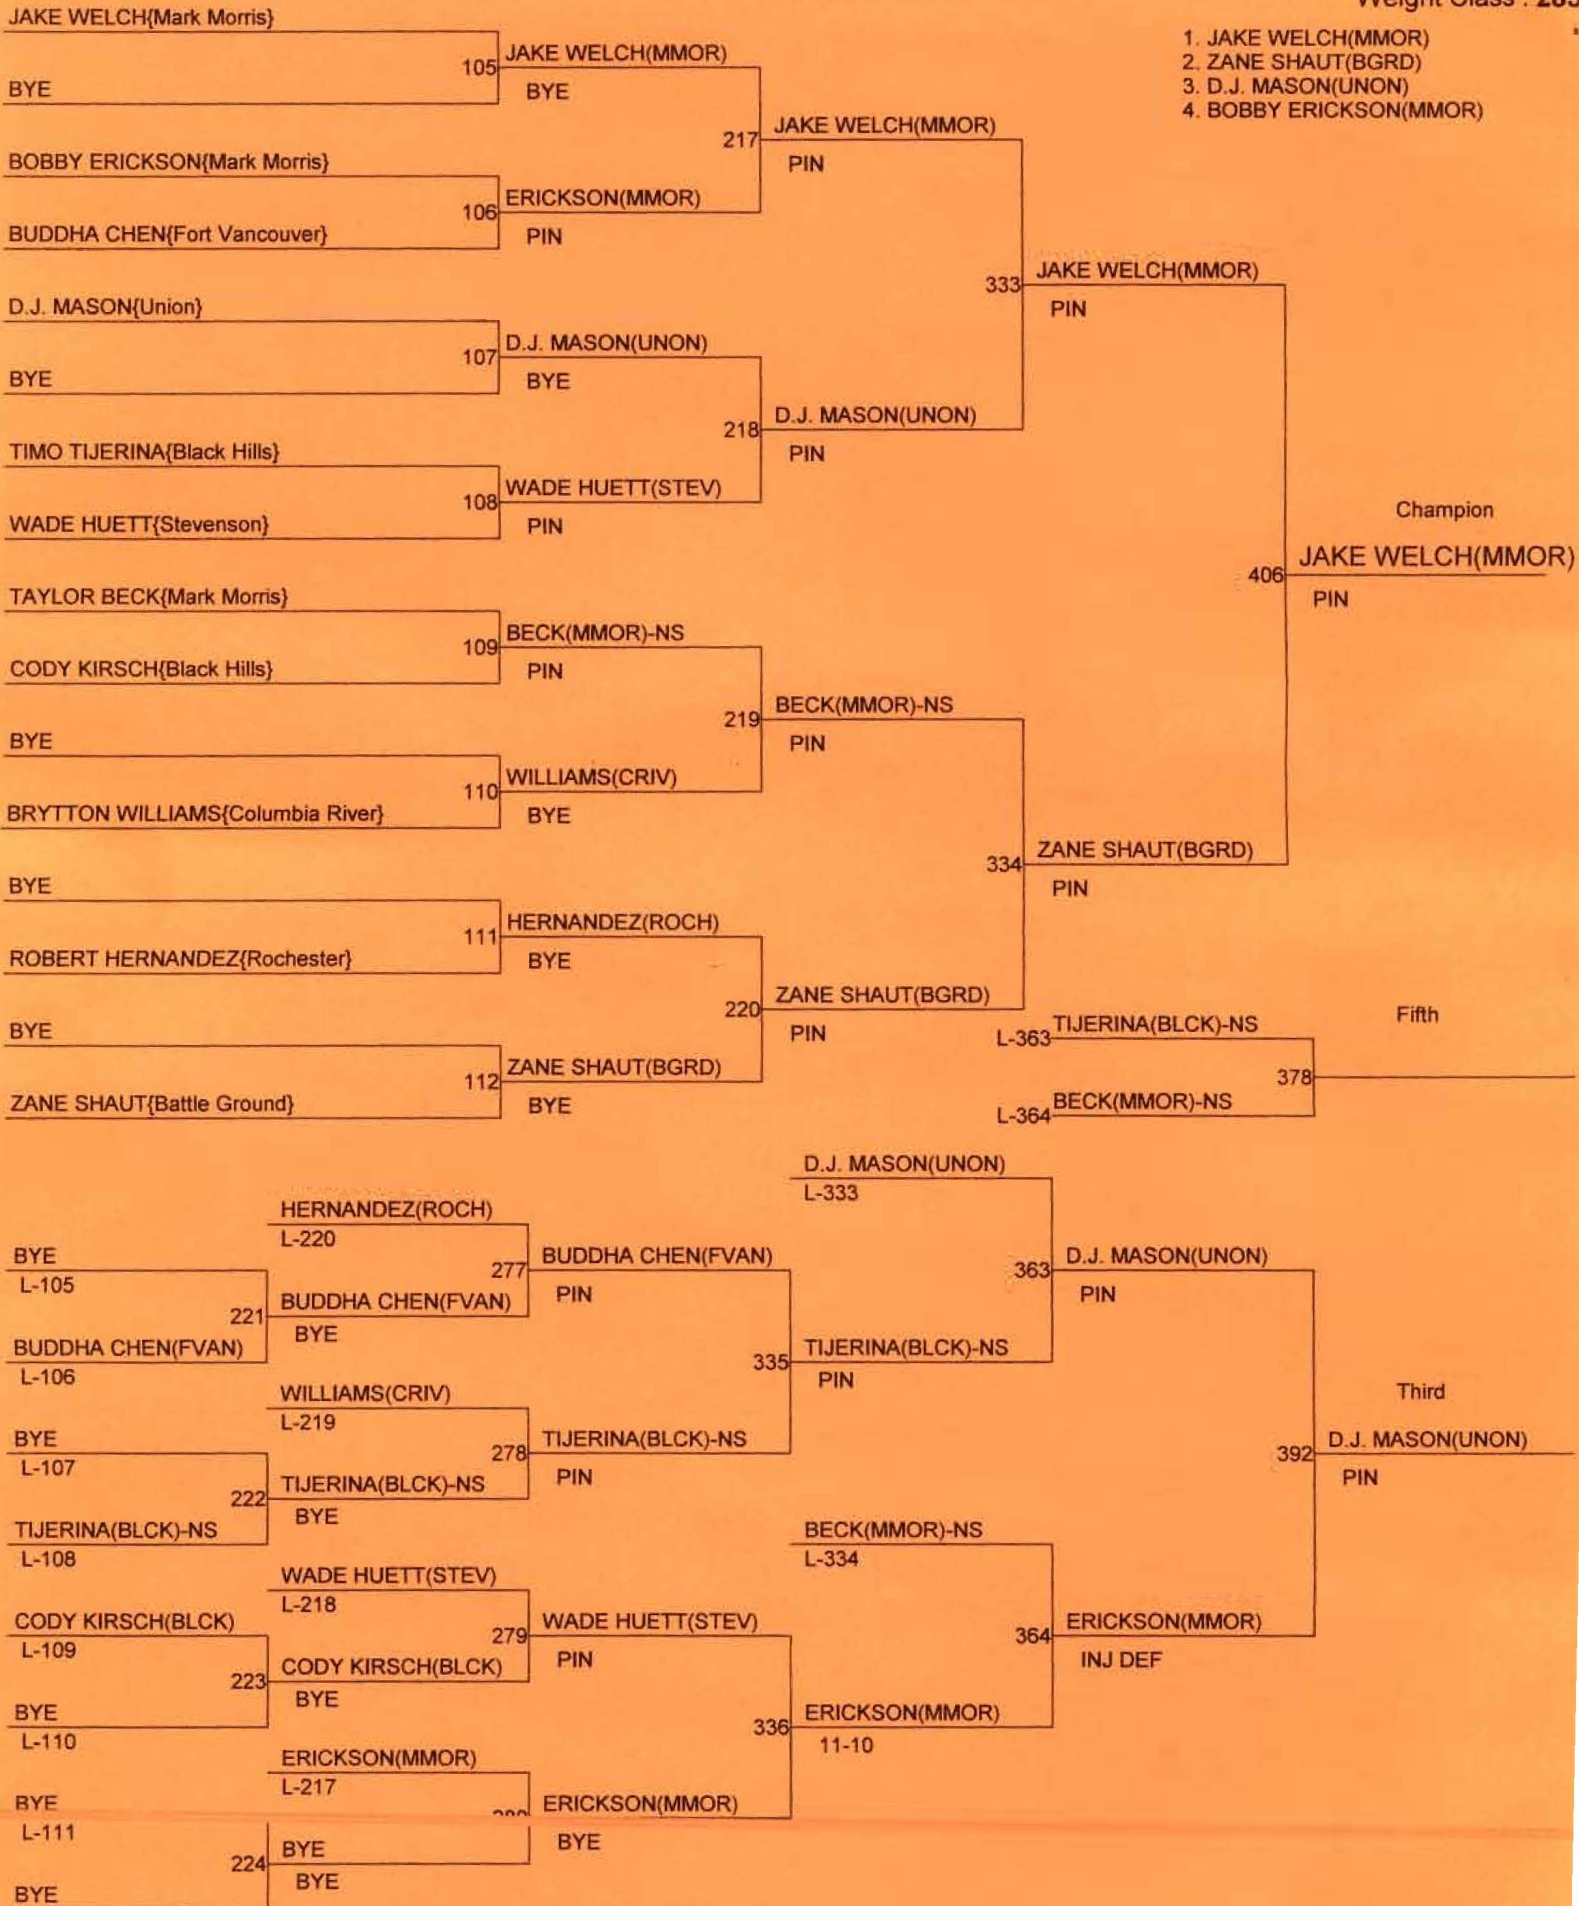 Weight Class : 285
1. JAKE WELCH(MMOR)
2. ZANE SHAUT(BGRD)
3. D.J. MASON(UNON)
4. BOBBY ERICKSON(MMOR)
JAKE WELCH{Mark Morris}
105
JAKE WELCH(MMOR)
BYE
BYE
217
JAKE WELCH(MMOR)
PIN
BOBBY ERICKSON{Mark Morris}
106
ERICKSON(MMOR)
PIN
BUDDHA CHEN{Fort Vancouver}
333
JAKE WELCH(MMOR)
PIN
D.J. MASON{Union}
107
D.J. MASON(UNON)
BYE
BYE
218
D.J. MASON(UNON)
PIN
TIMO TIJERINA{Black Hills}
108
WADE HUETT(STEV)
PIN
WADE HUETT{Stevenson}
Champion
406
JAKE WELCH(MMOR)
PIN
TAYLOR BECK{Mark Morris}
109
BECK(MMOR)-NS
PIN
CODY KIRSCH{Black Hills}
219
BECK(MMOR)-NS
PIN
BYE
110
WILLIAMS(CRIV)
BYE
BRYTTON WILLIAMS{Columbia River}
334
ZANE SHAUT(BGRD)
PIN
BYE
111
HERNANDEZ(ROCH)
BYE
ROBERT HERNANDEZ{Rochester}
220
ZANE SHAUT(BGRD)
PIN
BYE
112
ZANE SHAUT(BGRD)
BYE
ZANE SHAUT{Battle Ground}
Fifth
L-363
TIJERINA(BLCK)-NS
378
L-364
BECK(MMOR)-NS
D.J. MASON(UNON)
L-333
HERNANDEZ(ROCH)
L-220
BYE
L-105
277
BUDDHA CHEN(FVAN)
PIN
363
D.J. MASON(UNON)
PIN
221
BUDDHA CHEN(FVAN)
BYE
BUDDHA CHEN(FVAN)
L-106
335
TIJERINA(BLCK)-NS
PIN
WILLIAMS(CRIV)
L-219
Third
BYE
L-107
278
TIJERINA(BLCK)-NS
PIN
392
D.J. MASON(UNON)
PIN
222
TIJERINA(BLCK)-NS
BYE
TIJERINA(BLCK)-NS
L-108
BECK(MMOR)-NS
L-334
WADE HUETT(STEV)
L-218
CODY KIRSCH(BLCK)
L-109
279
WADE HUETT(STEV)
PIN
364
ERICKSON(MMOR)
INJ DEF
223
CODY KIRSCH(BLCK)
BYE
BYE
L-110
336
ERICKSON(MMOR)
11-10
ERICKSON(MMOR)
L-217
BYE
L-111
ERICKSON(MMOR)
BYE
224
BYE
BYE
BYE